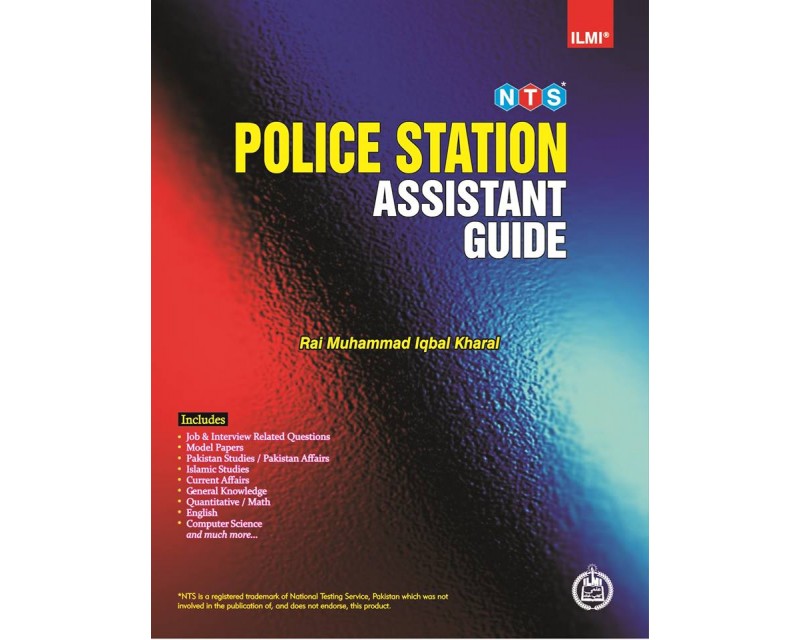 ILMI®
NTS*
POLICE STATION
ASSISTANT
GUIDE
Rai Muhammad Iqbal Kharal
Includes
• Job & Interview Related Questions
• Model Papers
• Pakistan Studies / Pakistan Affairs
• Islamic Studies
• Current Affairs
• General Knowledge
• Quantitative / Math
• English
• Computer Science
and much more...
*NTS is a registered trademark of National Testing Service, Pakistan which was not
involved in the publication of, and does not endorse, this product.
ILMI